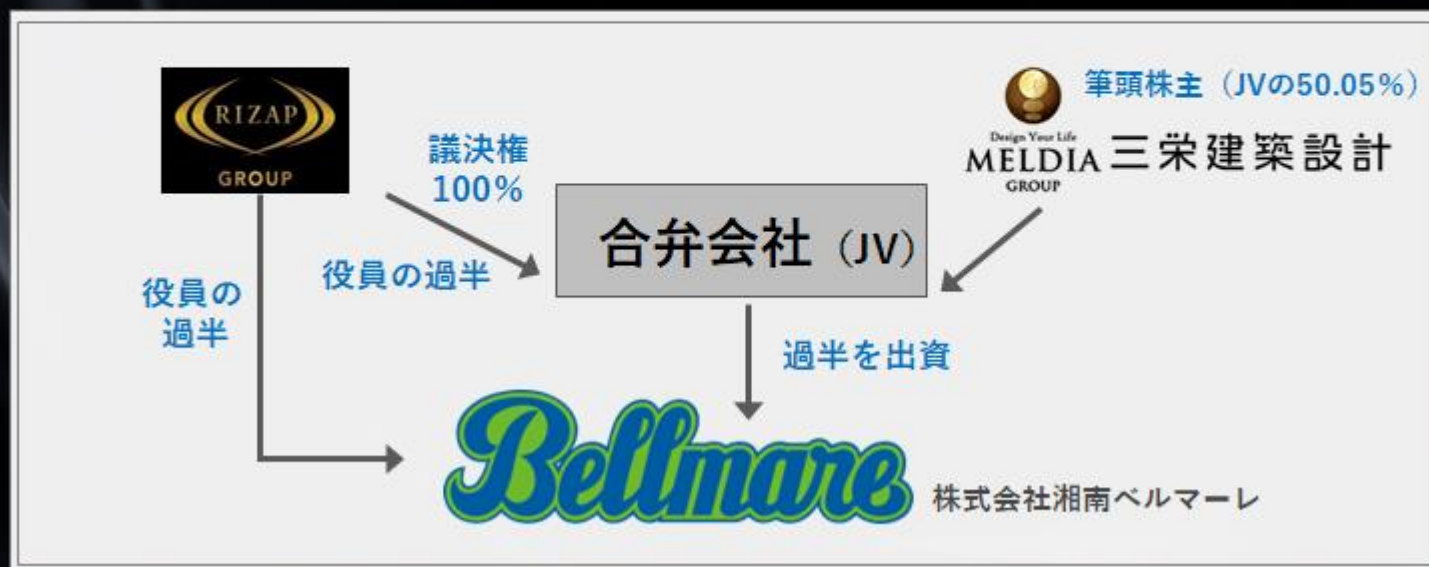 RIZAP
GROUP
議決権
100%
役員の過半
役員の
過半
筆頭株主（JVの50.05%）
Design Your Life
MELDIA
GROUP
三栄建築設計
合弁会社（JV）
過半を出資
Bellmare
株式会社湘南ベルマーレ